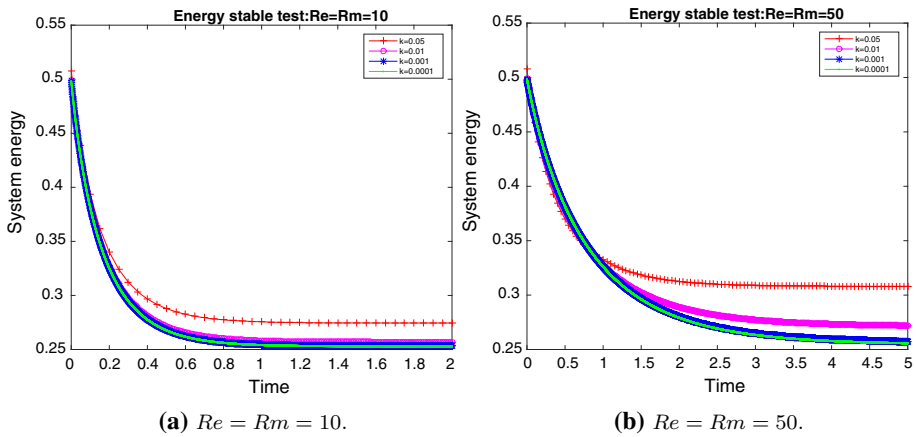 Energy stable test:Re=Rm=10
k=0.05
k=0.01
k=0.001
k=0.0001
0.55
0.5
0.45
0.4
0.35
0.3
0.25
System energy
0 0.2 0.4 0.6 0.8 1 1.2 1.4 1.6 1.8 2
Time
(a) Re = Rm = 10.
Energy stable test:Re=Rm=50
k=0.05
k=0.01
k=0.001
k=0.0001
0.55
0.5
0.45
0.4
0.35
0.3
0.25
System energy
0 0.5 1 1.5 2 2.5 3 3.5 4 4.5 5
Time
(b) Re = Rm = 50.